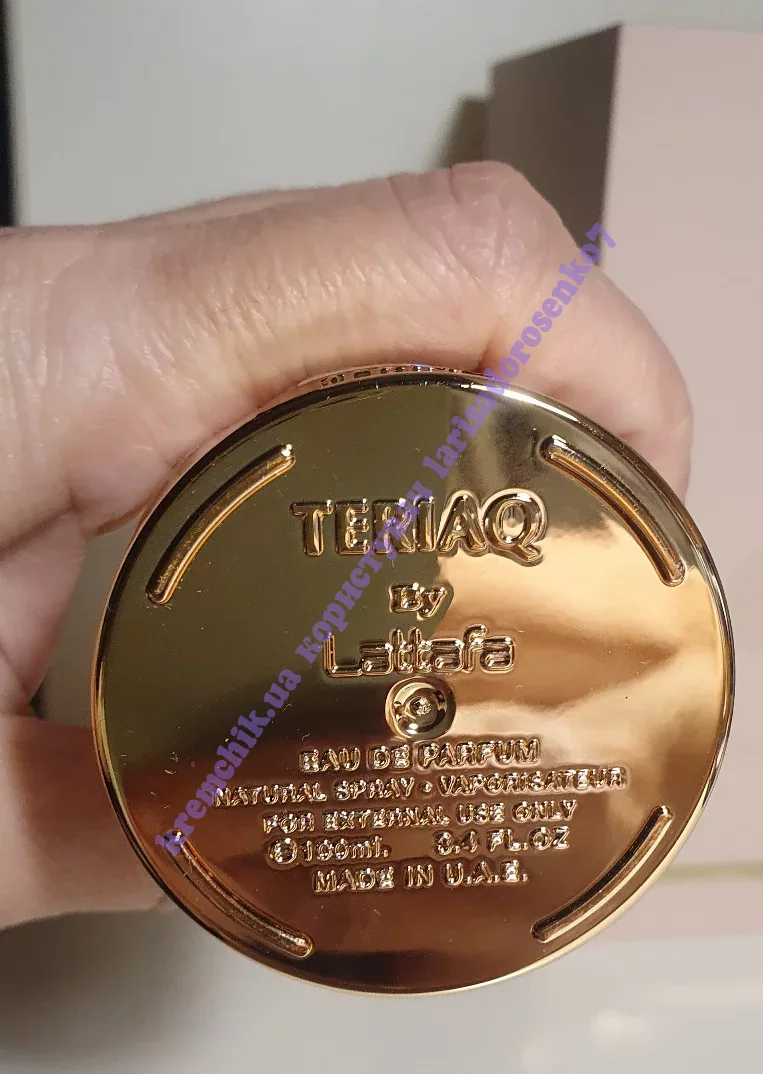 TERIAQ
By
Lattafa
EAU DE PARFUM
NATURAL SPRAY - VAPORISATEUR
FOR EXTERNAL USE ONLY
℮ 100ml. 3.4 FL.OZ
MADE IN U.A.E.
kremchik.ua користувач larisadorosenko7